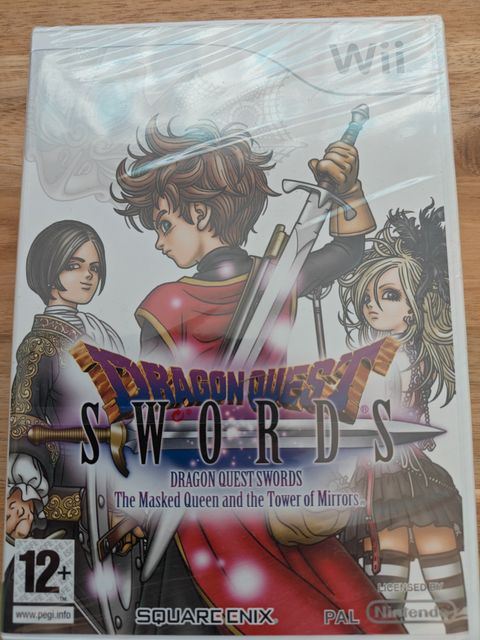 Wii
DRAGON QUEST®
SWORDS
DRAGON QUEST SWORDS
The Masked Queen and the Tower of Mirrors™
12+
www.pegi.info
SQUARE ENIX®
PAL
LICENSED BY
Nintendo®